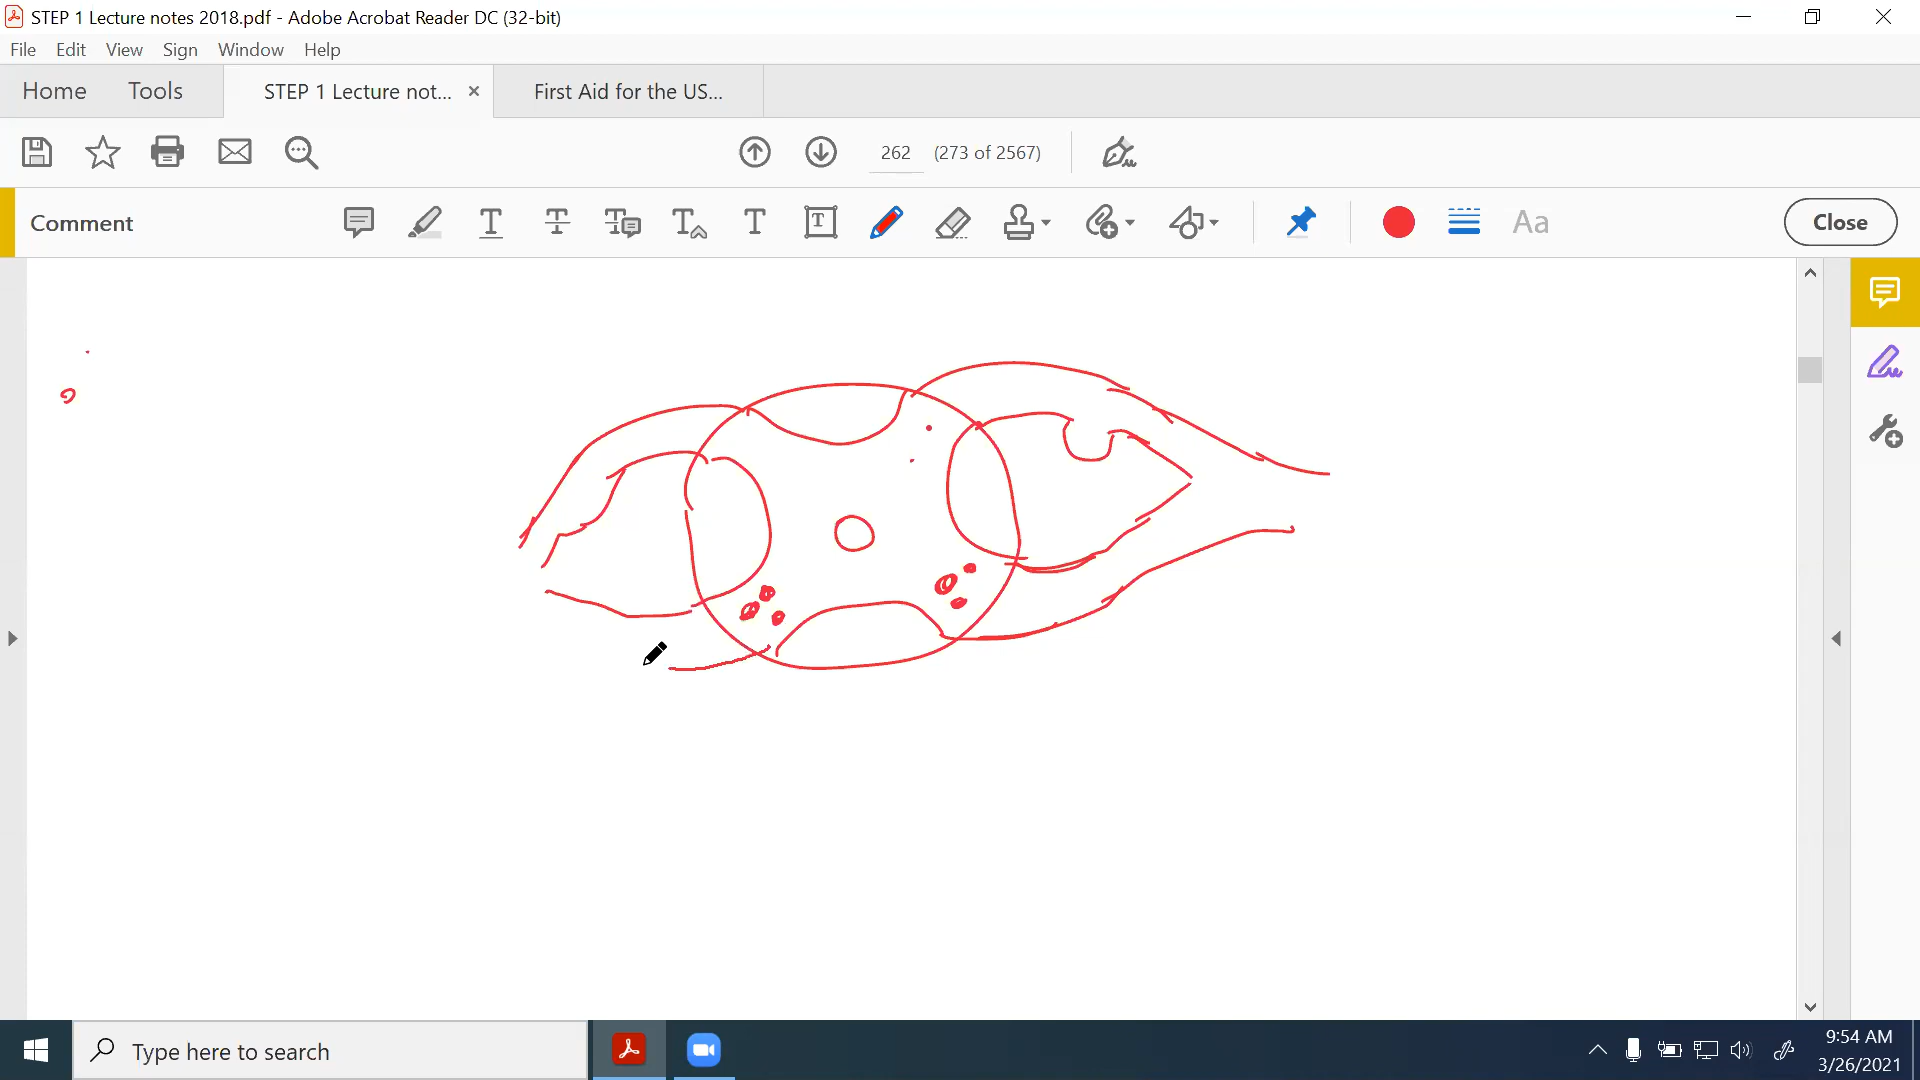 STEP 1 Lecture notes 2018.pdf - Adobe Acrobat Reader DC (32-bit)
File Edit View Sign Window Help
Home Tools STEP 1 Lecture not... × First Aid for the US...
262 (273 of 2567)
Comment T T T T T T Aa Close
Type here to search
9:54 AM
3/26/2021